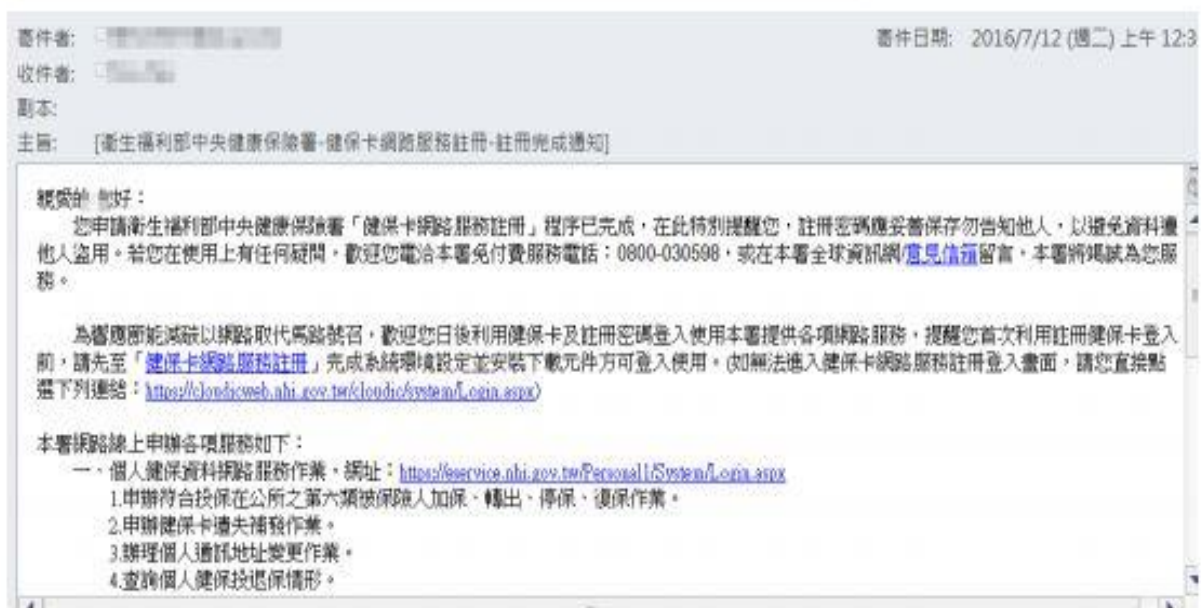 寄件者:
寄件日期: 2016/7/12 (週二) 上午 12:3
收件者:
副本:
主旨: [衛生福利部中央健康保險署-健保卡網路服務註冊-註冊完成通知]
親愛的 您好：
您申請衛生福利部中央健康保險署「健保卡網路服務註冊」程序已完成，在此特別提醒您，註冊密碼應妥善保存勿告知他人，以避免資料遭
他人盜用。若您在使用上有任何疑問，歡迎您電洽本署免付費服務電話：0800-030598，或在本署全球資訊網/意見信箱留言，本署將竭誠為您服
務。
為響應節能減碳以網路取代馬路號召，歡迎您日後利用健保卡及註冊密碼登入使用本署提供各項網路服務，提醒您首次利用註冊健保卡登入
前，請先至「健保卡網路服務註冊」完成系統環境設定並安裝下載元件方可登入使用。(如無法進入健保卡網路服務註冊登入畫面，請您直接點
選下列連結：https://cloudicweb.nhi.gov.tw/cloudic/system/Login.aspx)
本署網路線上申辦各項服務如下：
一、個人健保資料網路服務作業，網址：https://eservice.nhi.gov.tw/Personal1/System/Login.aspx
1.申辦符合投保在公所之第六類被保險人加保、轉出、停保、復保作業。
2.申辦健保卡遺失補發作業。
3.辦理個人通訊地址變更作業。
4.查詢個人健保投退保情形。